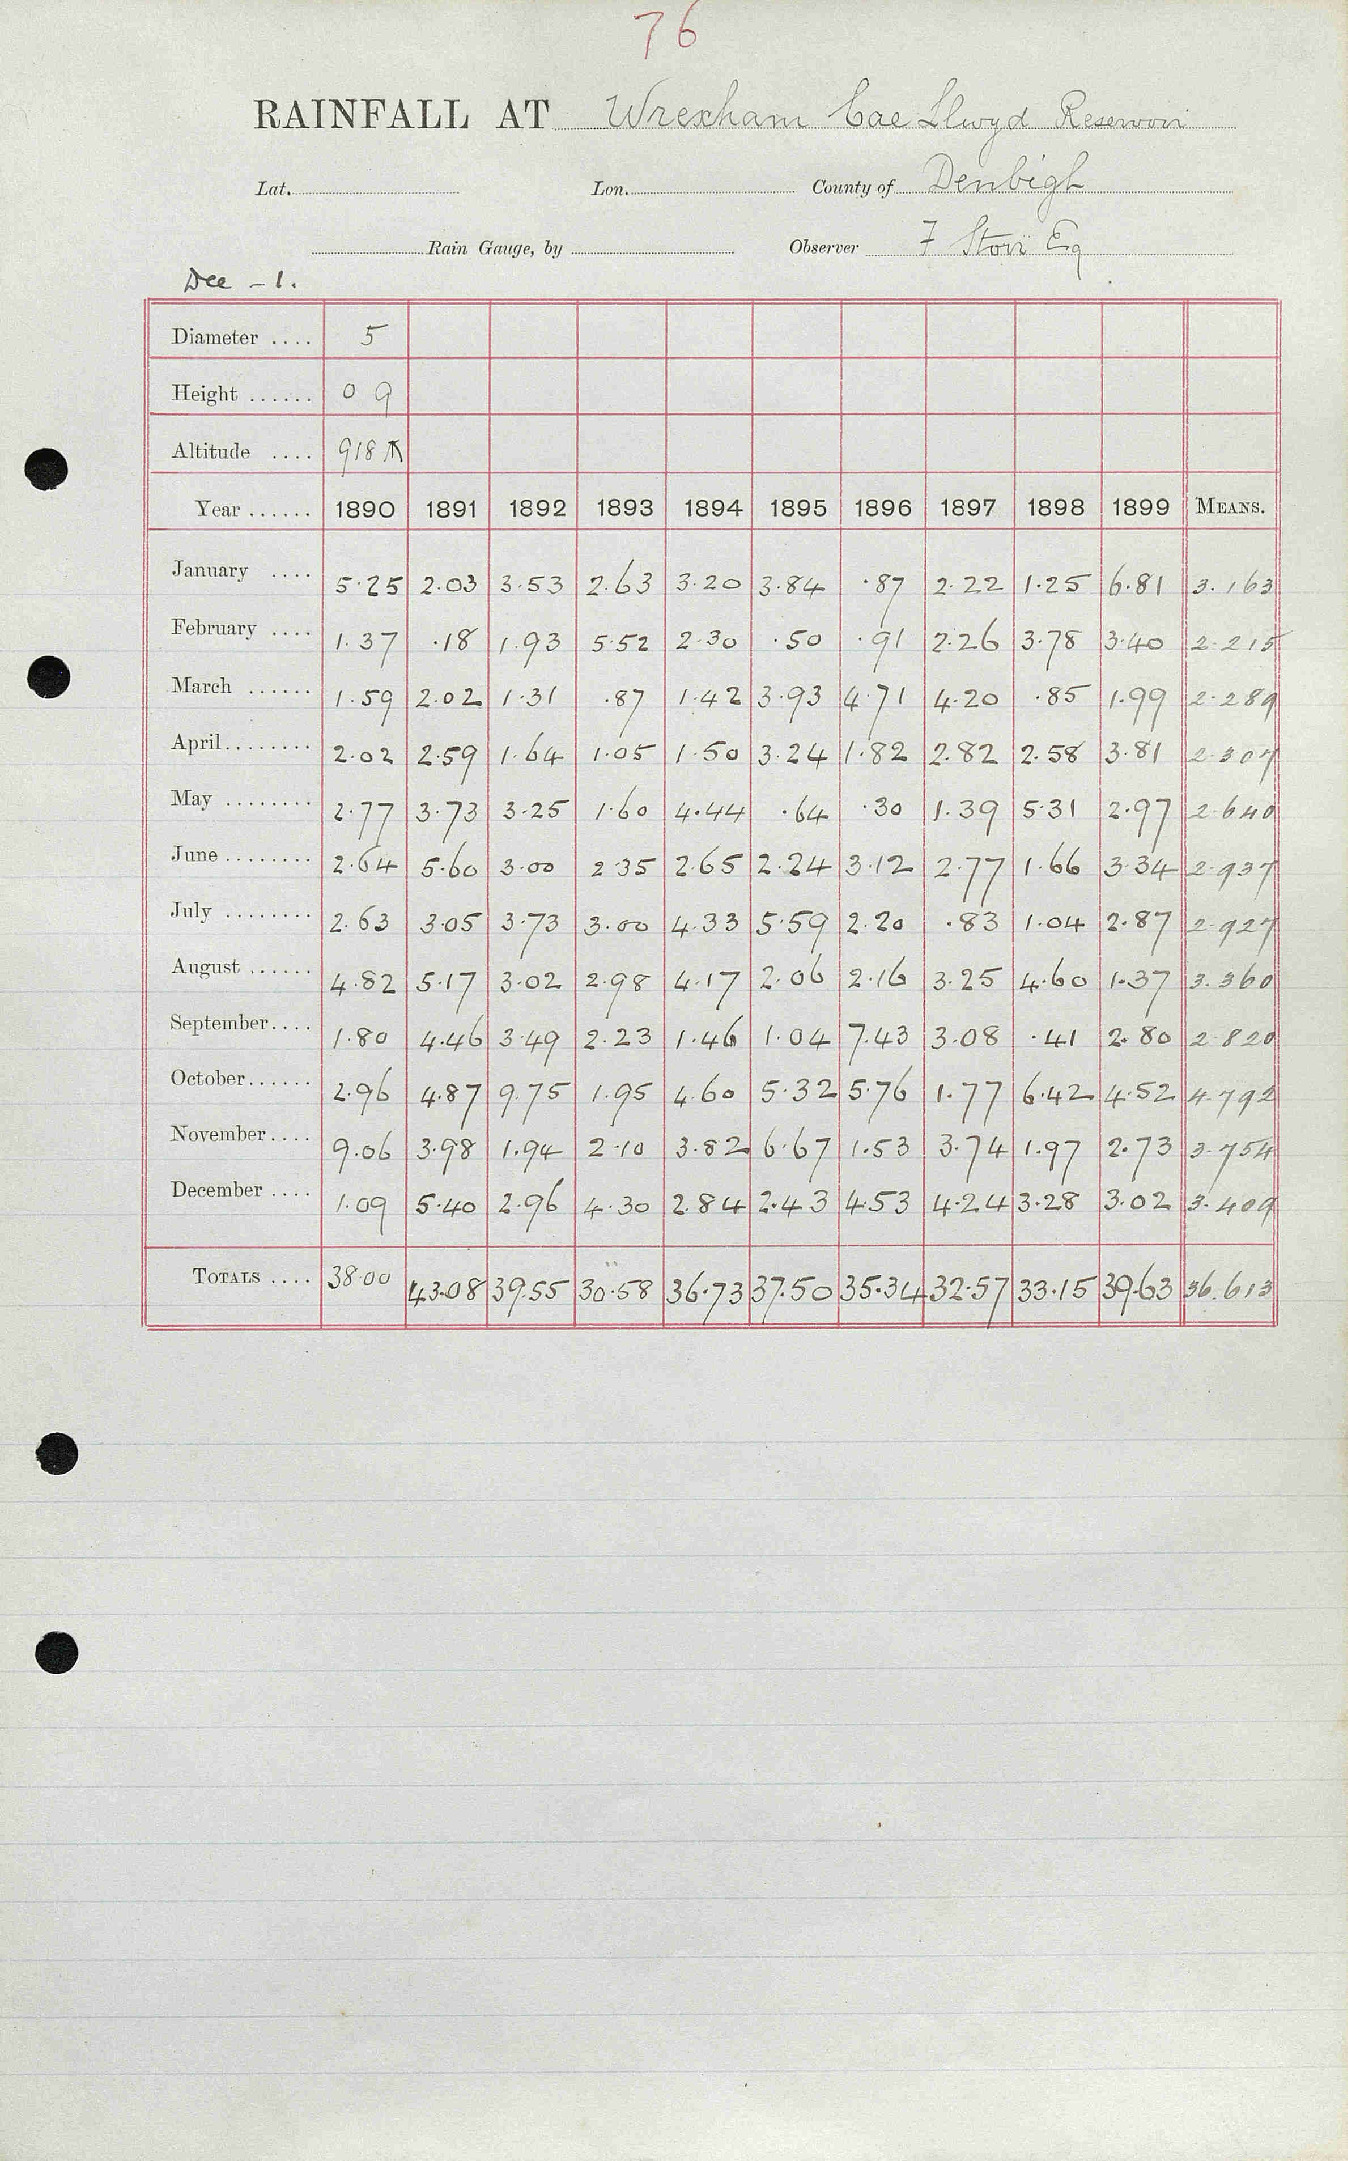 76
RAINFALL AT Wrexham Cae Llwyd Reservoir
Lat. Lon. County of Denbigh
Rain Gauge, by Observer F Storr Esq
Dee - 1.
Diameter .... 5
Height ...... 0 9
Altitude .... 918
Year ...... 1890 1891 1892 1893 1894 1895 1896 1897 1898 1899 MEANS.
January .... 5.25 2.03 3.53 2.63 3.20 3.84 .87 2.22 1.25 6.81 3.163
February .... 1.37 .18 1.93 5.52 2.30 .50 .91 2.26 3.78 3.40 2.215
March ...... 1.59 2.02 1.31 .87 1.42 3.93 4.71 4.20 .85 1.99 2.289
April ........ 2.02 2.59 1.64 1.05 1.50 3.24 1.82 2.82 2.58 3.81 2.307
May ........ 2.77 3.73 3.25 1.60 4.44 .64 .30 1.39 5.31 2.97 2.640
June ........ 2.64 5.60 3.00 2.35 2.65 2.24 3.12 2.77 1.66 3.34 2.937
July ........ 2.63 3.05 3.73 3.00 4.33 5.59 2.20 .83 1.04 2.87 2.927
August ...... 4.82 5.17 3.02 2.98 4.17 2.06 2.16 3.25 4.60 1.37 3.360
September .... 1.80 4.46 3.49 2.23 1.46 1.04 7.43 3.08 .41 2.80 2.820
October ...... 2.96 4.87 9.75 1.95 4.60 5.32 5.76 1.77 6.42 4.52 4.792
November .... 9.06 3.98 1.94 2.10 3.82 6.67 1.53 3.74 1.97 2.73 3.754
December .... 1.09 5.40 2.96 4.30 2.84 2.43 4.53 4.24 3.28 3.02 3.409
TOTALS .... 38.00 43.08 39.55 30.58 36.73 37.50 35.34 32.57 33.15 39.63 36.613